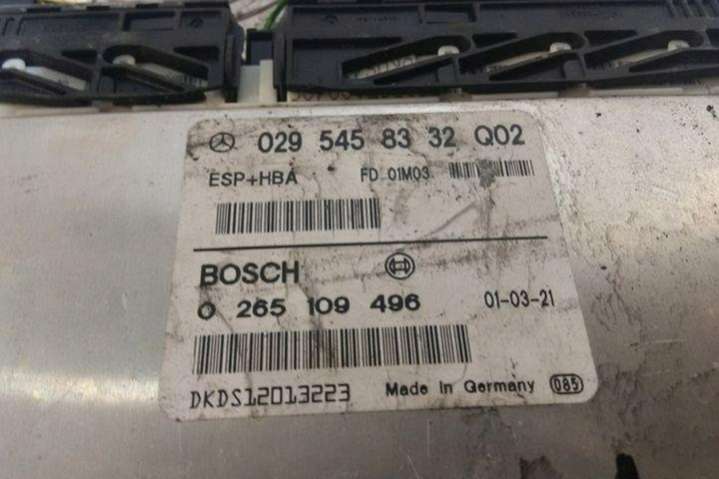 029 545 83 32 Q02
ESP+HBA FD 01M03
BOSCH
0 265 109 496 01-03-21
DKDS12013223 Made in Germany 085